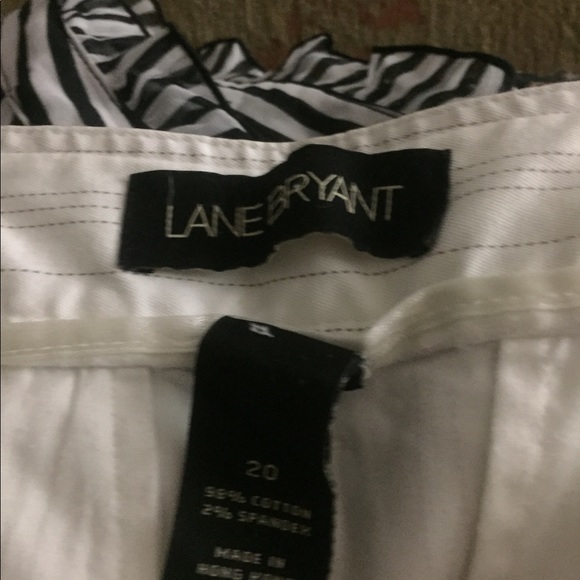 LANE BRYANT
20
98% COTTON
2% SPANDEX
MADE IN
HONG KONG